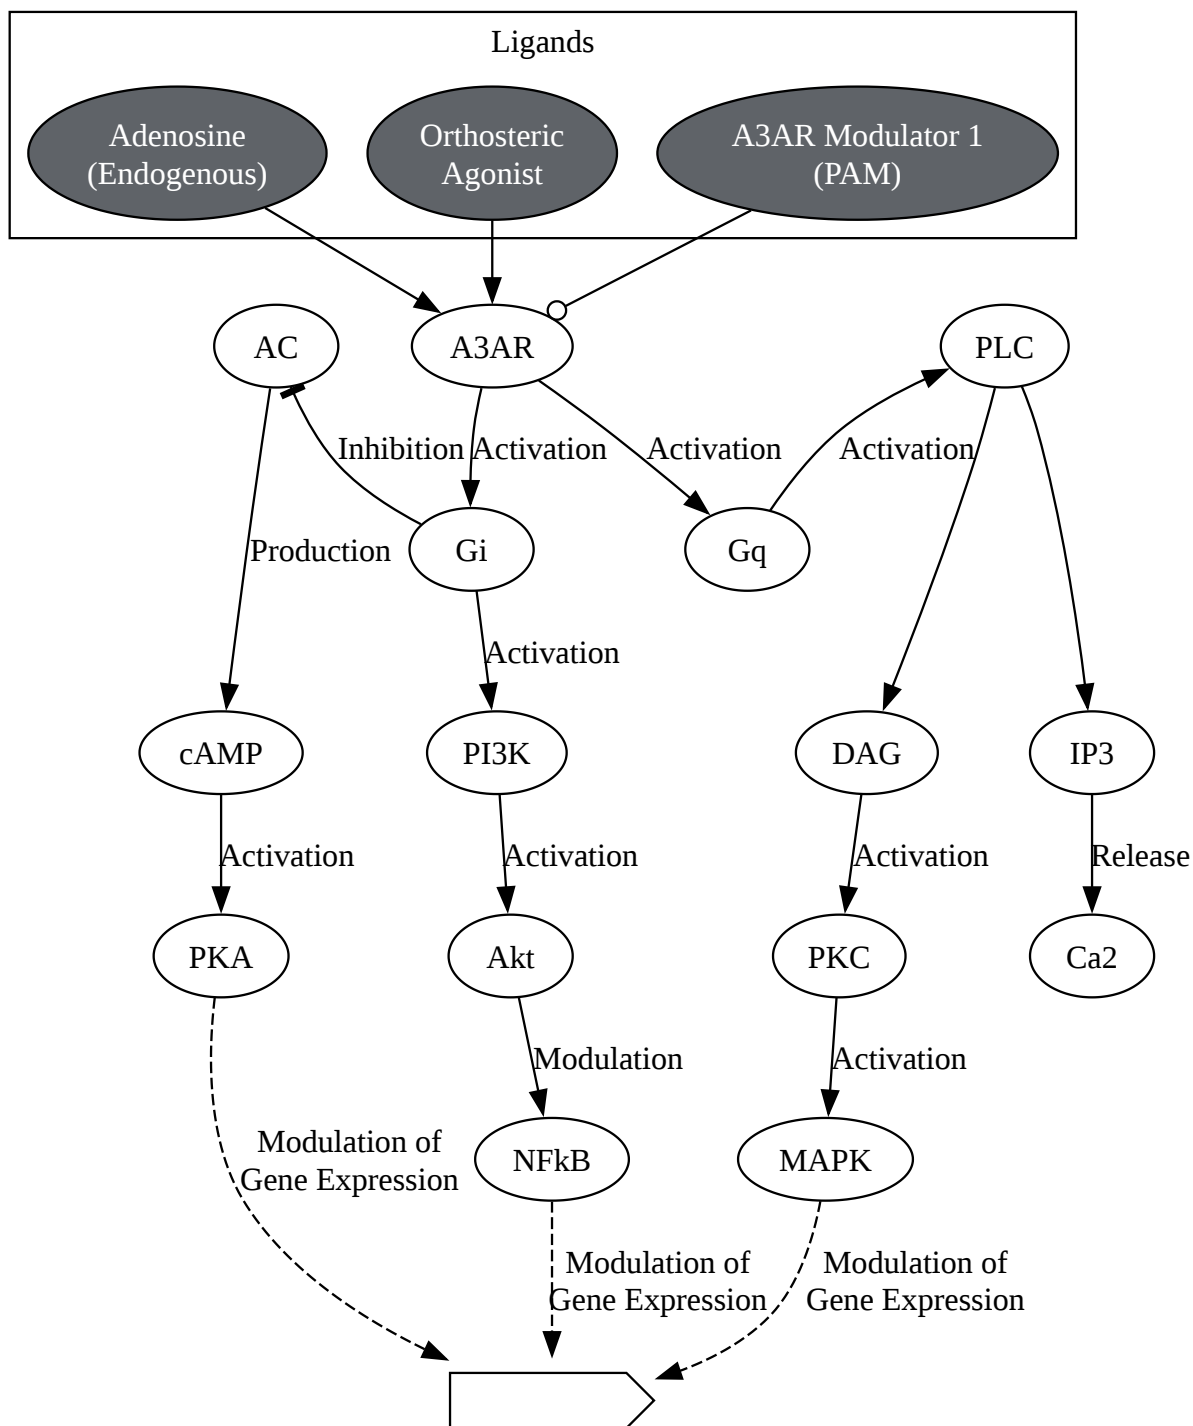 Ligands
Adenosine
(Endogenous)
Orthosteric
Agonist
A3AR Modulator 1
(PAM)
AC
A3AR
PLC
Inhibition
Activation
Activation
Activation
Production
Gi
Gq
Activation
cAMP
PI3K
DAG
IP3
Activation
Activation
Activation
Release
PKA
Akt
PKC
Ca2
Modulation
Activation
Modulation of
Gene Expression
NFkB
MAPK
Modulation of
Gene Expression
Modulation of
Gene Expression